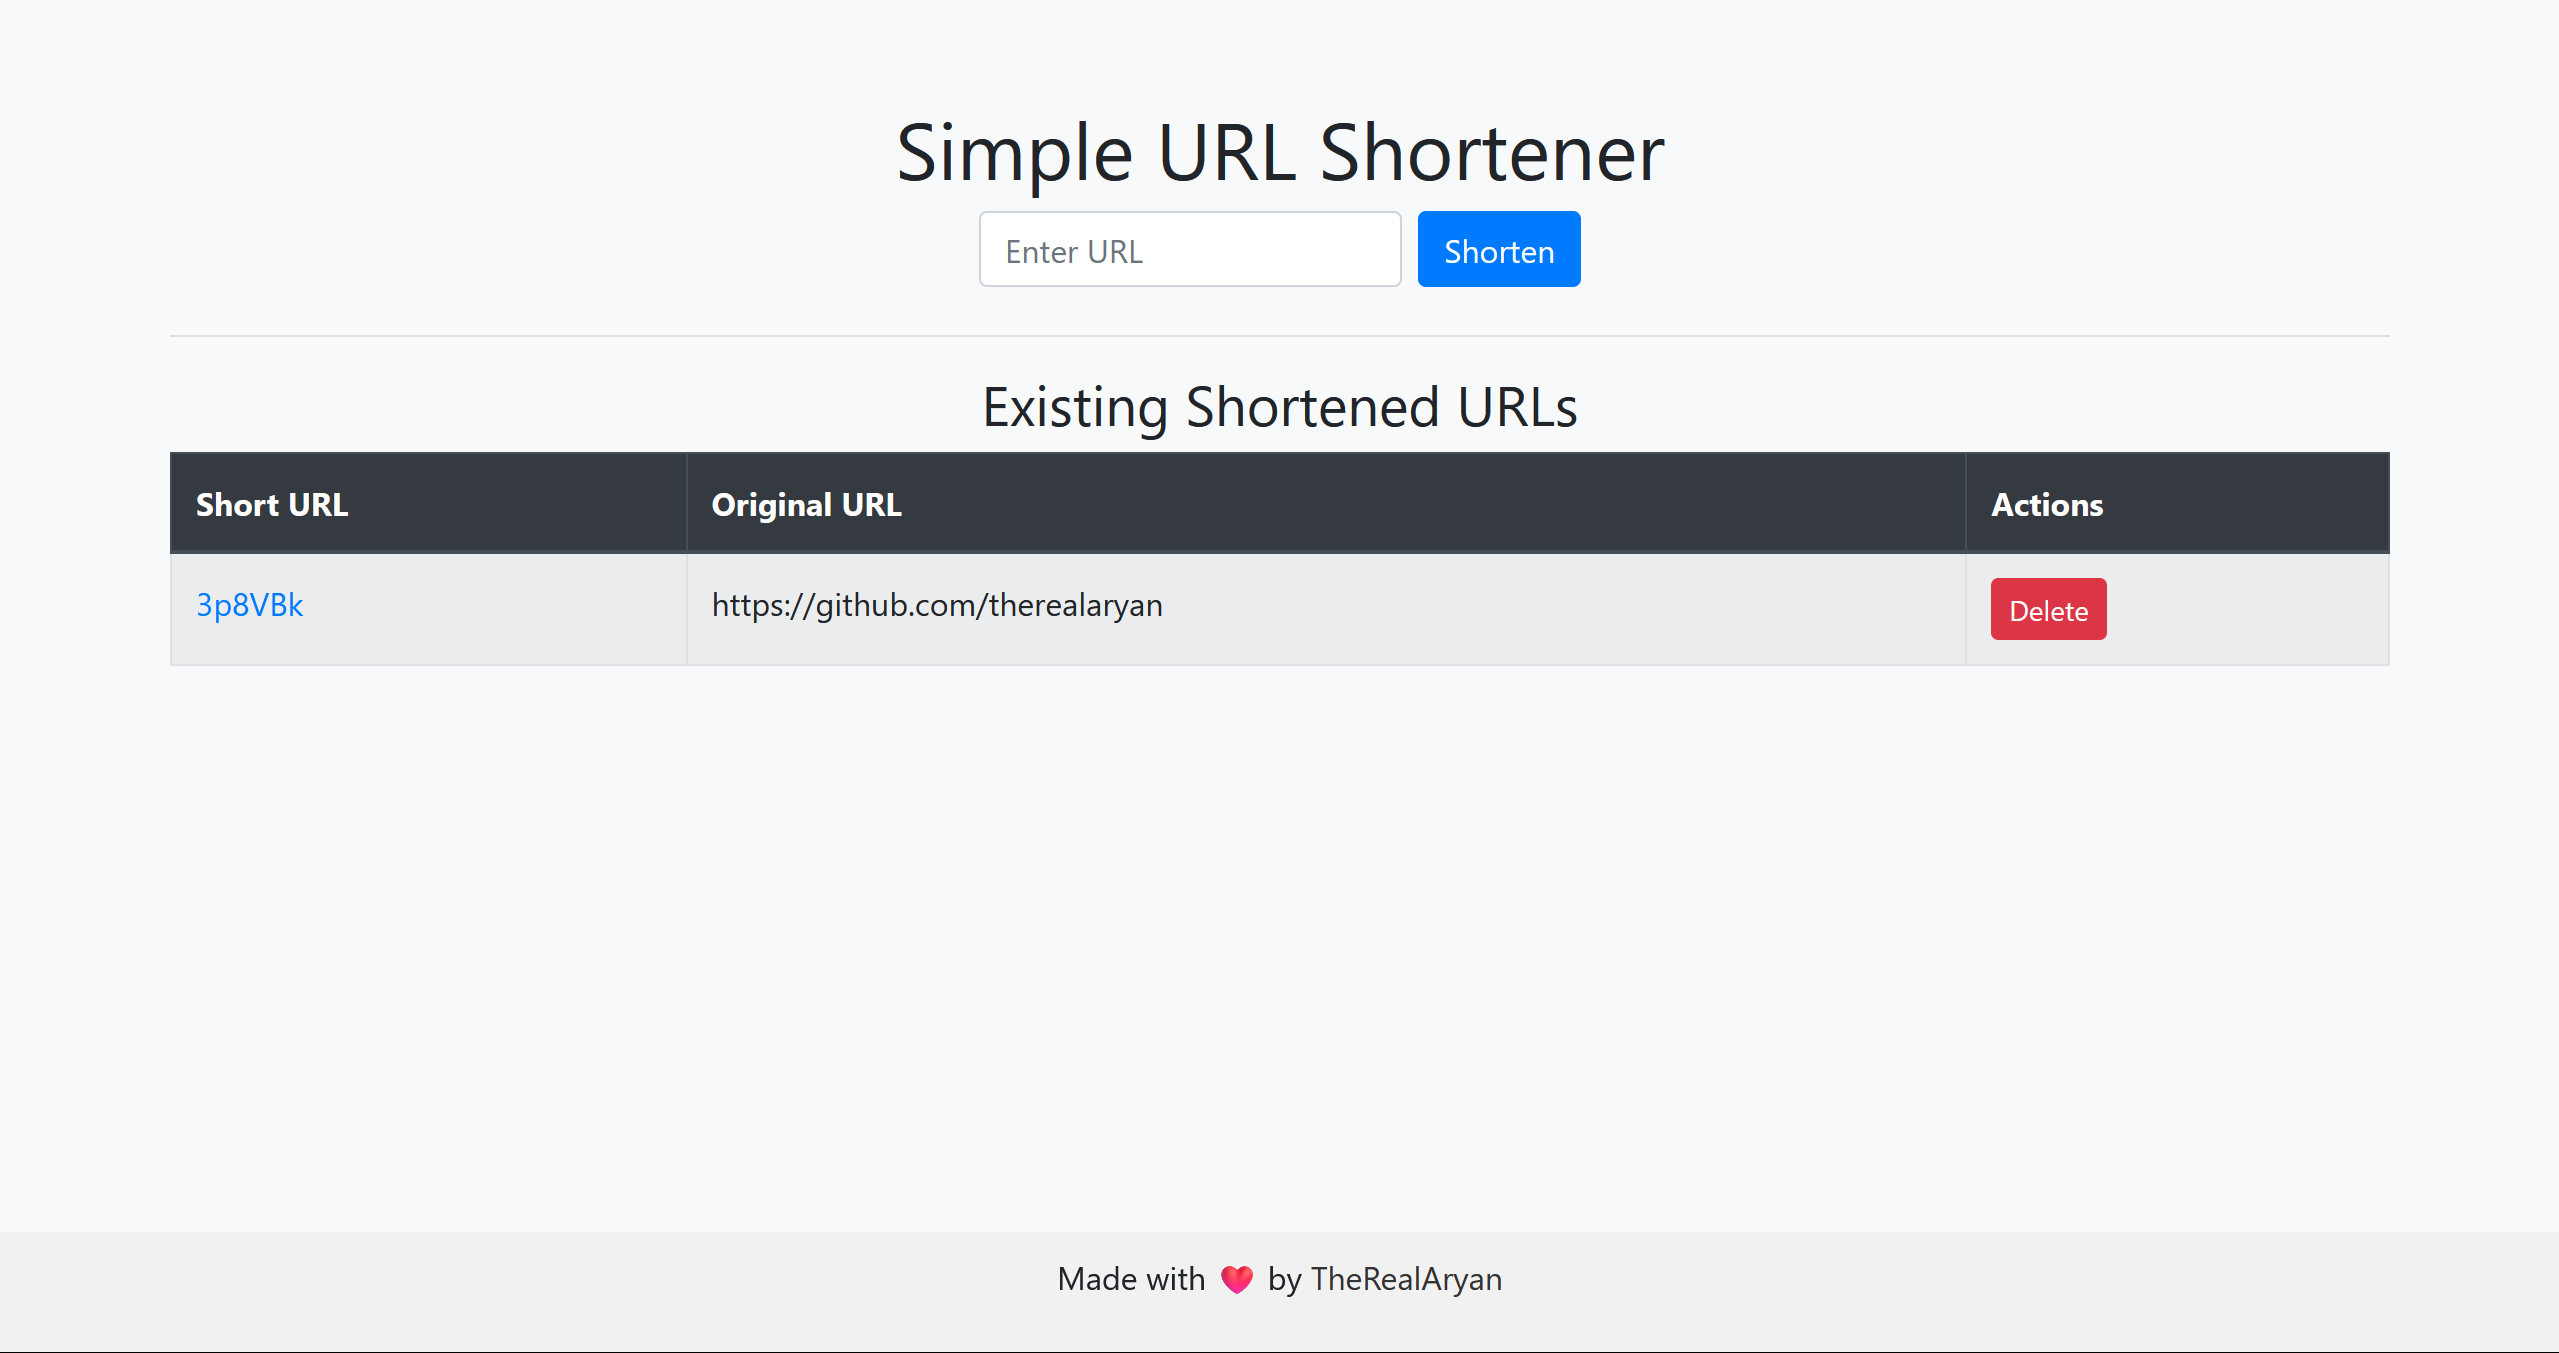 Simple URL Shortener
Enter URL Shorten
Existing Shortened URLs
Short URL Original URL Actions
3p8VBk https://github.com/therealaryan Delete
Made with ❤️ by TheRealAryan